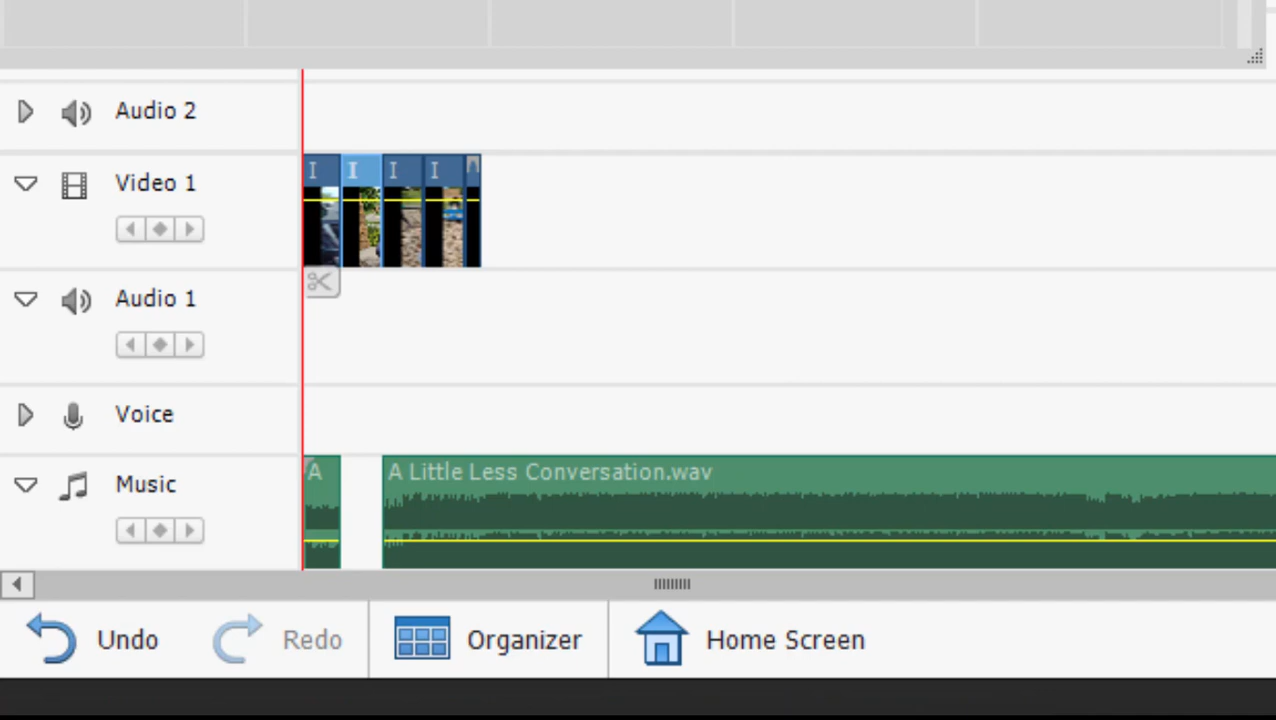 Audio 2
Video 1
I I I I
Audio 1
Voice
Music
A
A Little Less Conversation.wav
Undo Redo Organizer Home Screen